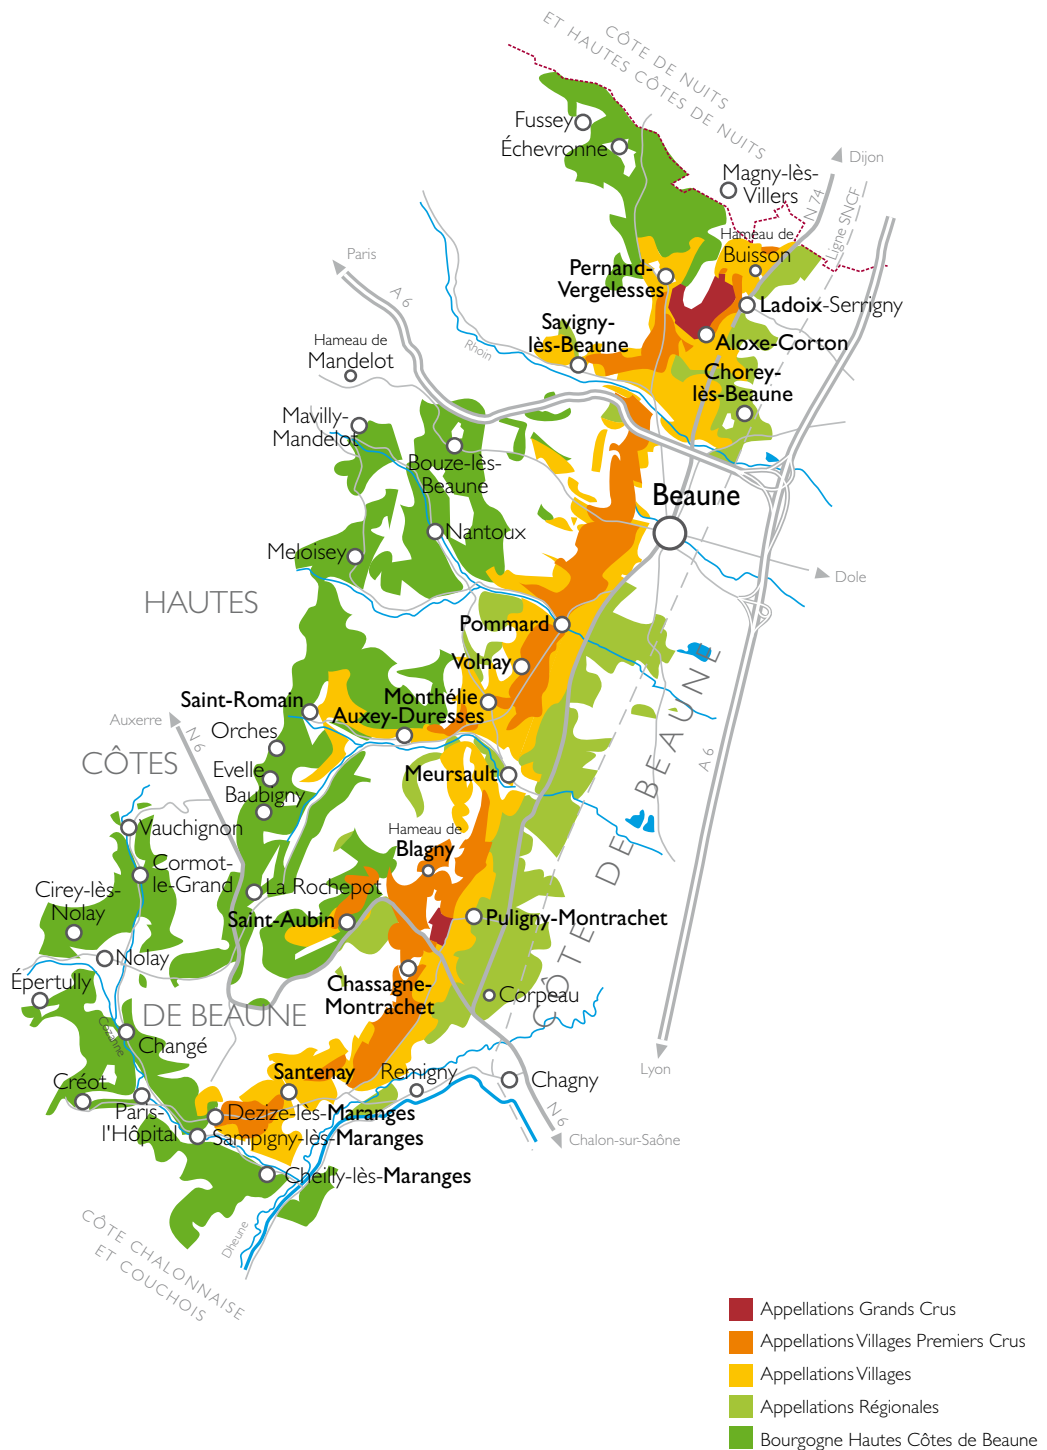 CÔTE DE NUITS
ET HAUTES CÔTES DE NUITS
Fussey
Échevronne
Dijon
Magny-lès-
Villers
N 74
Ligne SNCF
Hameau de
Buisson
Paris
Pernand-
Vergelesses
A 6
Ladoix-Serrigny
Savigny-
lès-Beaune
Aloxe-Corton
Hameau de
Mandelot
Rhoin
Chorey-
lès-Beaune
Mavilly-
Mandelot
Bouze-lès-
Beaune
Beaune
Nantoux
Meloisey
Dole
HAUTES
Pommard
Volnay
Saint-Romain
Monthélie
Auxey-Duresses
Auxerre
N 6
Orches
CÔTES
Evelle
Baubigny
Meursault
A 6
CÔTE DE BEAUNE
Vauchignon
Hameau de
Blagny
Cormot-
le-Grand
Cirey-lès-
Nolay
La Rochepot
Saint-Aubin
Puligny-Montrachet
Nolay
Épertully
Chassagne-
Montrachet
Corpeau
DE BEAUNE
Cozanne
Changé
Lyon
Santenay
Remigny
Chagny
Créot
Paris-
l'Hôpital
Dezize-lès-Maranges
N 6
Sampigny-lès-Maranges
Chalon-sur-Saône
Cheilly-lès-Maranges
Dheune
CÔTE CHALONNAISE
ET COUCHOIS
Appellations Grands Crus
Appellations Villages Premiers Crus
Appellations Villages
Appellations Régionales
Bourgogne Hautes Côtes de Beaune